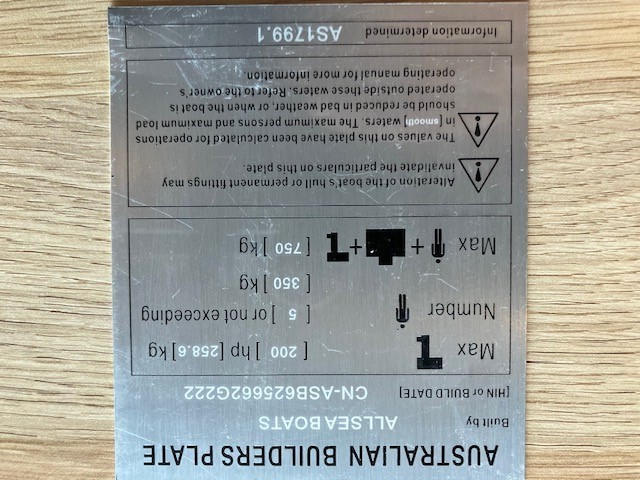 AUSTRALIAN BUILDERS PLATE
Built by ALLSEA BOATS
[HIN or BUILD DATE] CN-ASB625662G222
Max [ 200 ] hp [ 258.6 ] kg
Number [ 5 ] or not exceeding
[ 350 ] kg
Max + + [ 750 ] kg
Alteration of the boat's hull or permanent fittings may
invalidate the particulars on this plate.
The values on this plate have been calculated for operations
in [smooth] waters. The maximum persons and maximum load
should be reduced in bad weather, or when the boat is
operated outside these waters. Refer to the owner's
operating manual for more information
Information determined AS1799.1